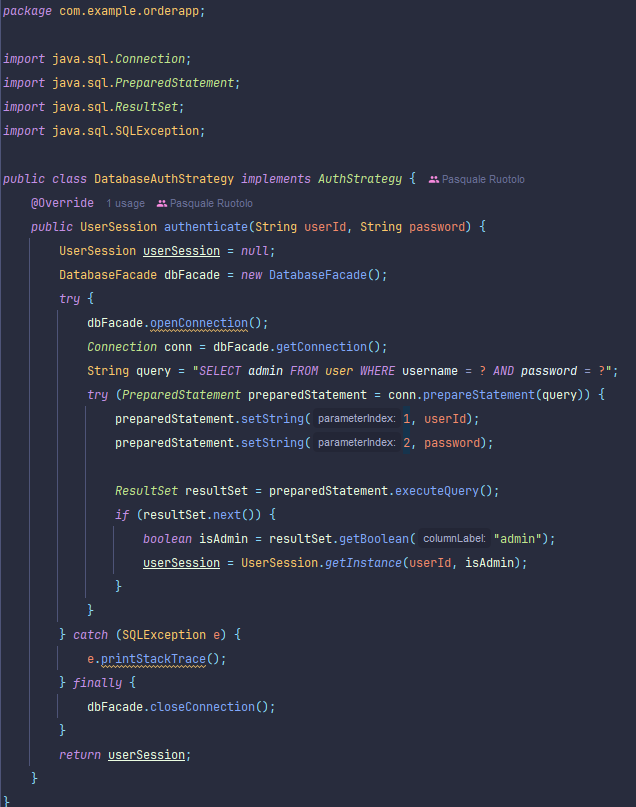 package com.example.orderapp;
import java.sql.Connection;
import java.sql.PreparedStatement;
import java.sql.ResultSet;
import java.sql.SQLException;
public class DatabaseAuthStrategy implements AuthStrategy { Pasquale Ruotolo
@Override 1 usage Pasquale Ruotolo
public UserSession authenticate(String userId, String password) {
UserSession userSession = null;
DatabaseFacade dbFacade = new DatabaseFacade();
try {
dbFacade.openConnection();
Connection conn = dbFacade.getConnection();
String query = "SELECT admin FROM user WHERE username = ? AND password = ?";
try (PreparedStatement preparedStatement = conn.prepareStatement(query)) {
preparedStatement.setString( parameterIndex: 1, userId);
preparedStatement.setString( parameterIndex: 2, password);
ResultSet resultSet = preparedStatement.executeQuery();
if (resultSet.next()) {
boolean isAdmin = resultSet.getBoolean( columnLabel: "admin");
userSession = UserSession.getInstance(userId, isAdmin);
}
}
} catch (SQLException e) {
e.printStackTrace();
} finally {
dbFacade.closeConnection();
}
return userSession;
}
}